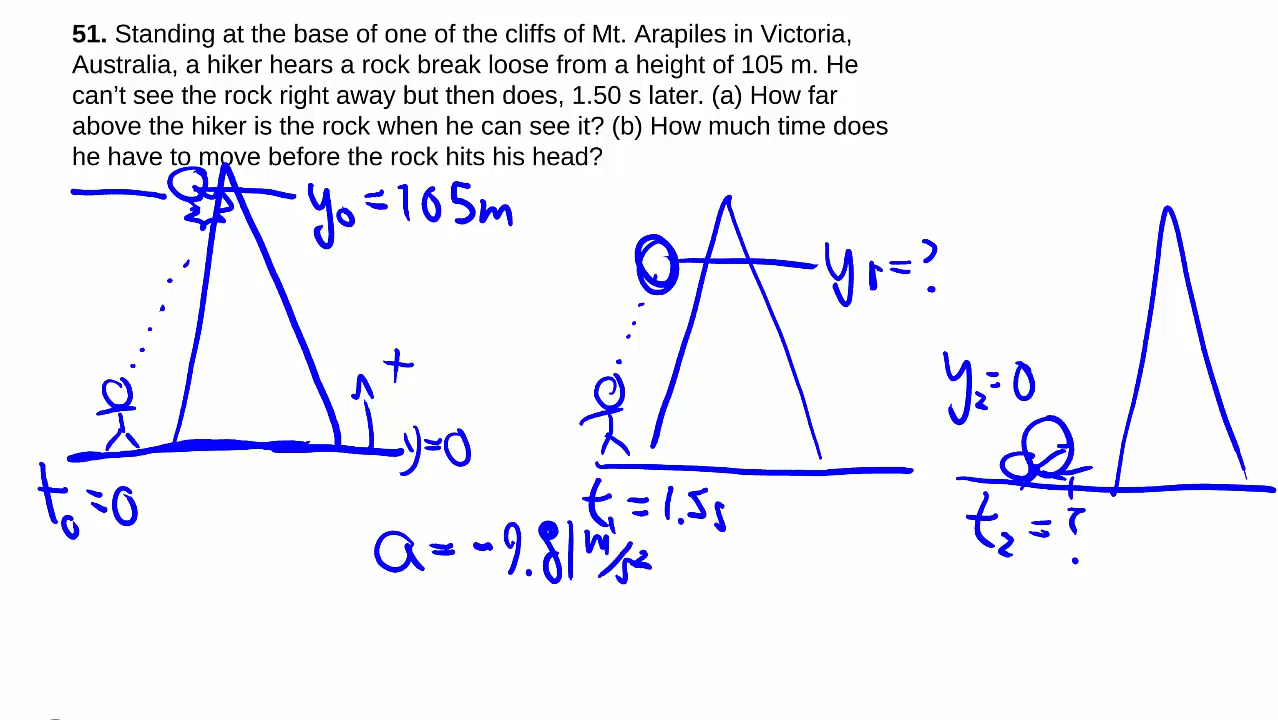 51. Standing at the base of one of the cliffs of Mt. Arapiles in Victoria,
Australia, a hiker hears a rock break loose from a height of 105 m. He
can’t see the rock right away but then does, 1.50 s later. (a) How far
above the hiker is the rock when he can see it? (b) How much time does
he have to move before the rock hits his head?
y₀ = 105m
y₁ = ?
+
y₂ = 0
y=0
t₀ = 0
t₁ = 1.5s
t₂ = ?
a = -9.81 m/s²